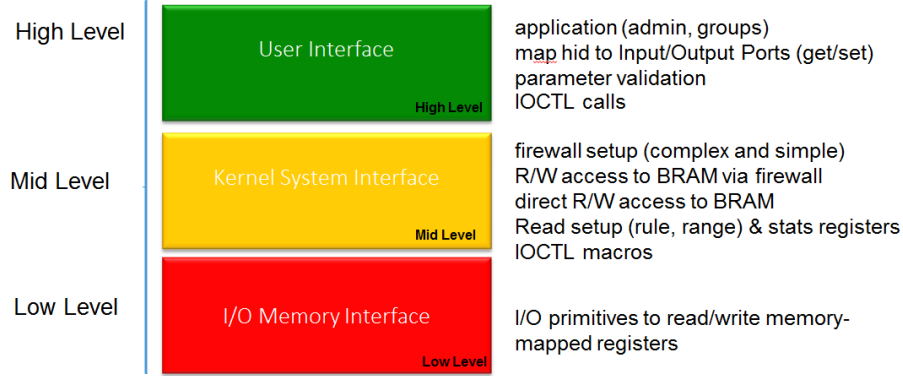 High Level
User Interface
High Level
application (admin, groups)
map hid to Input/Output Ports (get/set)
parameter validation
IOCTL calls
Mid Level
Kernel System Interface
Mid Level
firewall setup (complex and simple)
R/W access to BRAM via firewall
direct R/W access to BRAM
Read setup (rule, range) & stats registers
IOCTL macros
Low Level
I/O Memory Interface
Low Level
I/O primitives to read/write memory-
mapped registers